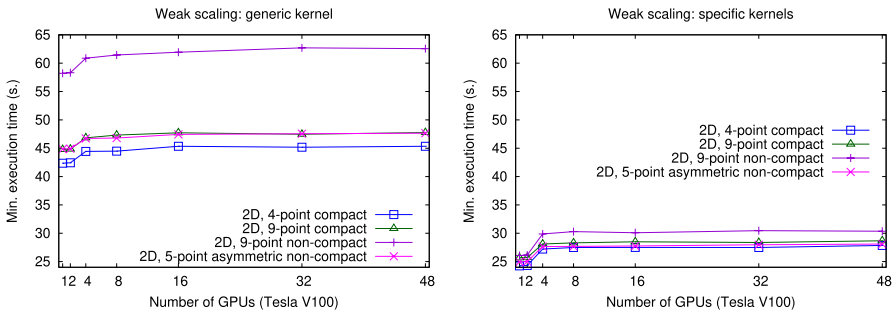 Weak scaling: generic kernel
65
60
55
50
45
40
35
30
25
Min. execution time (s.)
2D, 4-point compact
2D, 9-point compact
2D, 9-point non-compact
2D, 5-point asymmetric non-compact
1 2 4 8 16 32 48
Number of GPUs (Tesla V100)
Weak scaling: specific kernels
65
60
55
50
45
40
35
30
25
Min. execution time (s.)
2D, 4-point compact
2D, 9-point compact
2D, 9-point non-compact
2D, 5-point asymmetric non-compact
1 2 4 8 16 32 48
Number of GPUs (Tesla V100)